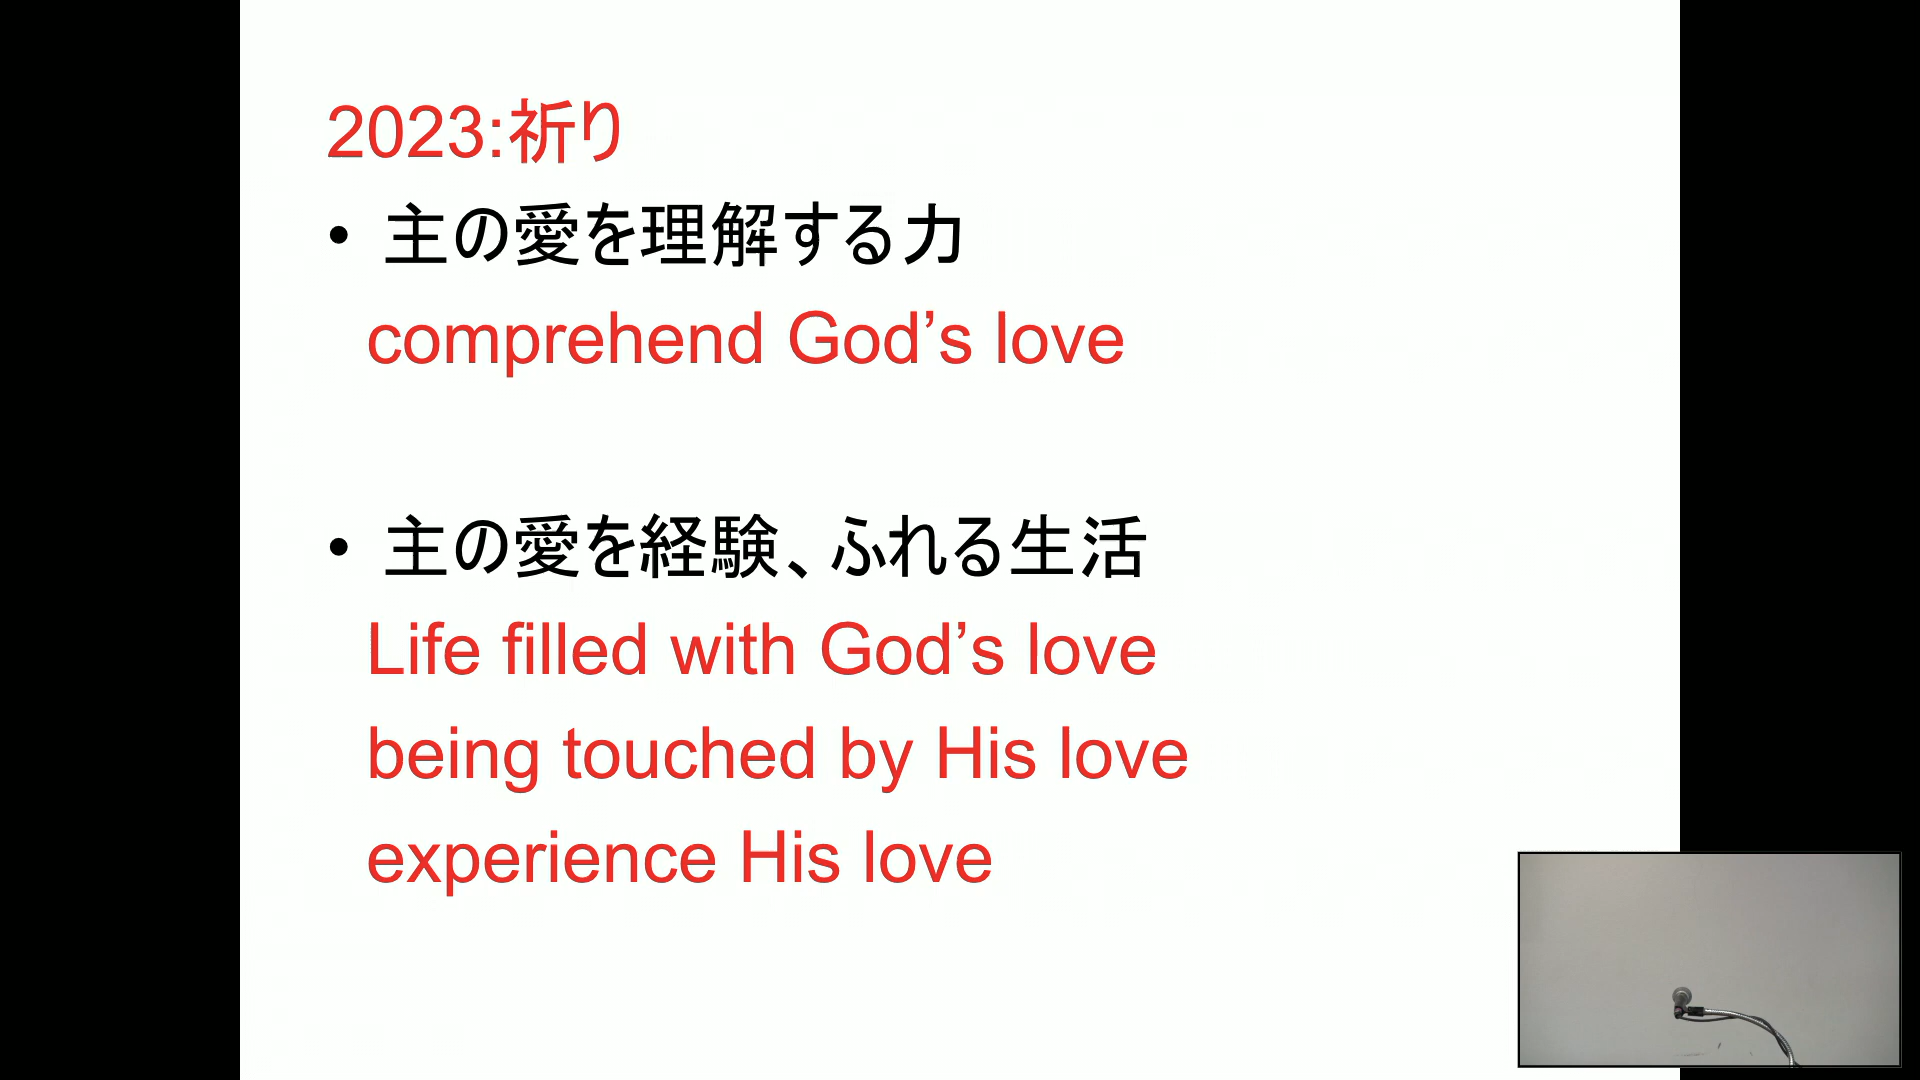 2023:祈り
• 主の愛を理解する力
comprehend God’s love
• 主の愛を経験、ふれる生活
Life filled with God’s love
being touched by His love
experience His love